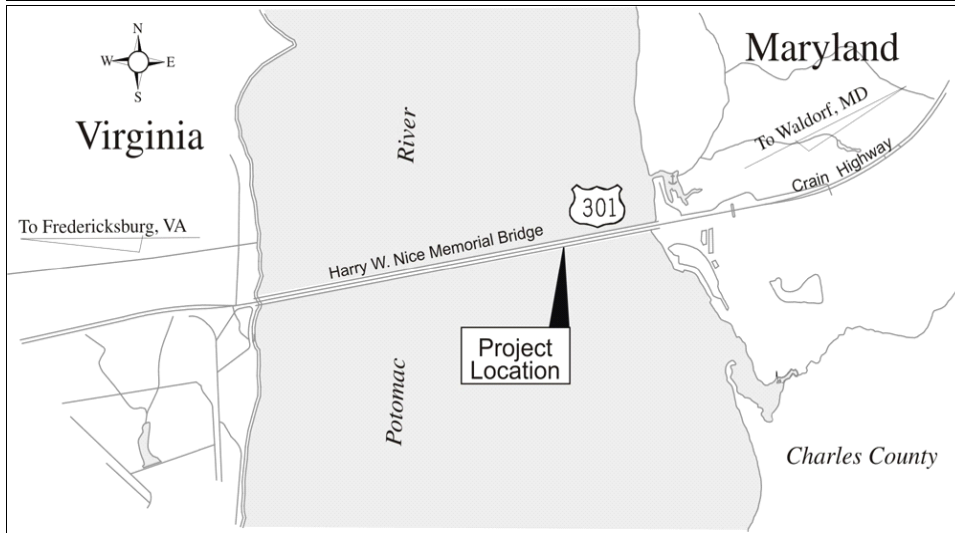 N
W E
S
Virginia
Maryland
River
To Waldorf, MD
Crain Highway
301
To Fredericksburg, VA
Harry W. Nice Memorial Bridge
Project
Location
Potomac
Charles County